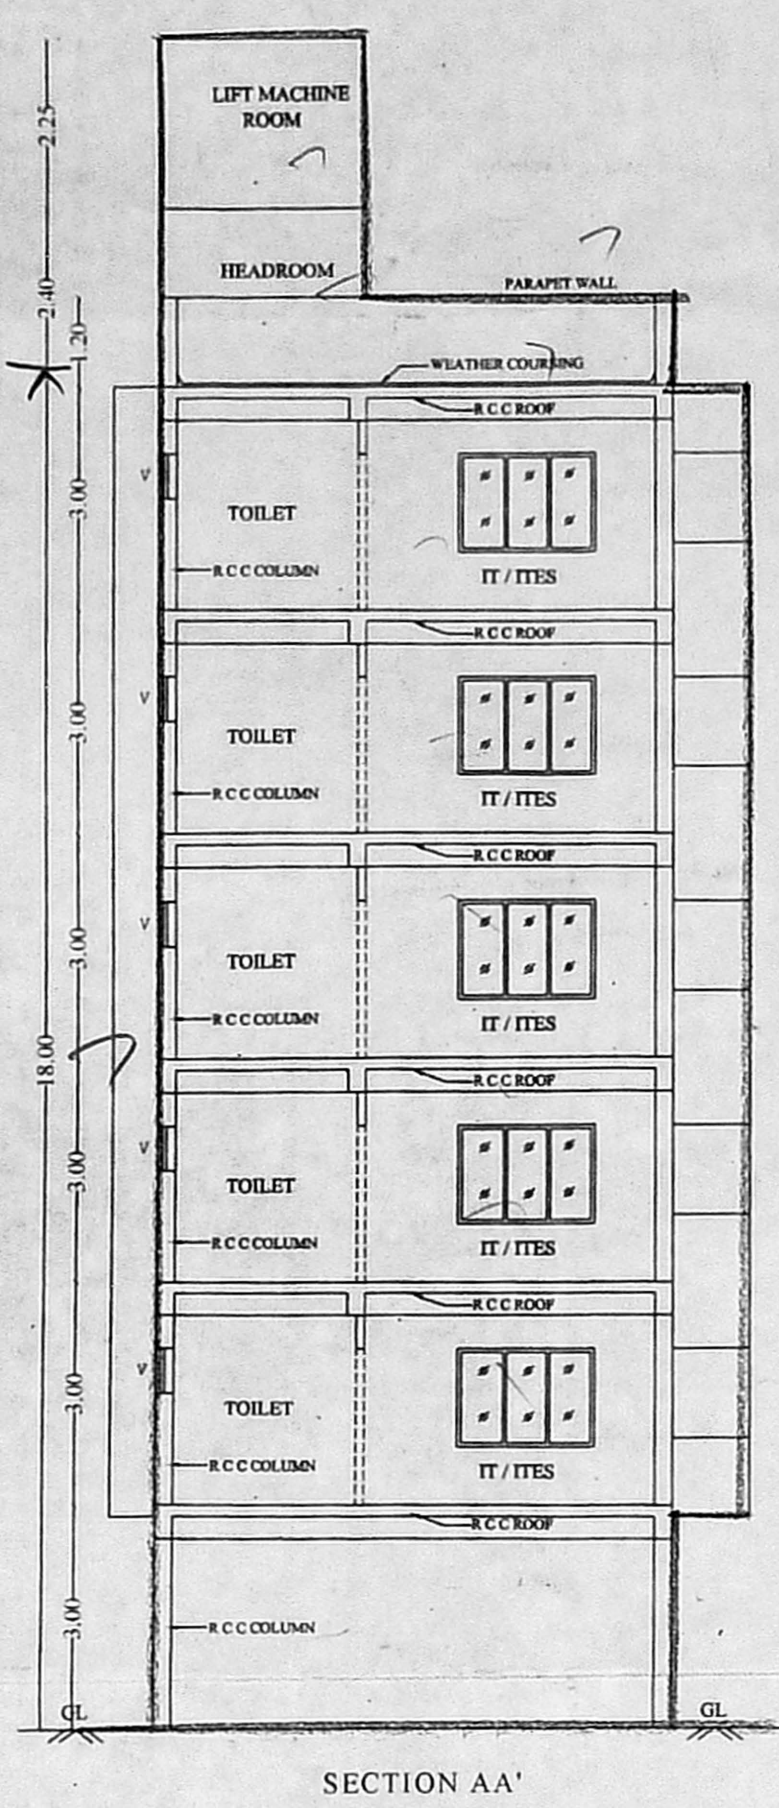 LIFT MACHINE
ROOM
2.25
HEADROOM
2.40
PARAPET WALL
1.20
WEATHER COURSING
R C C ROOF
V
3.00
TOILET
R C C COLUMN
IT / ITES
R C C ROOF
V
3.00
TOILET
R C C COLUMN
IT / ITES
R C C ROOF
V
3.00
TOILET
R C C COLUMN
IT / ITES
18.00
R C C ROOF
V
3.00
TOILET
R C C COLUMN
IT / ITES
R C C ROOF
V
3.00
TOILET
R C C COLUMN
IT / ITES
R C C ROOF
3.00
R C C COLUMN
GL
GL
SECTION AA'